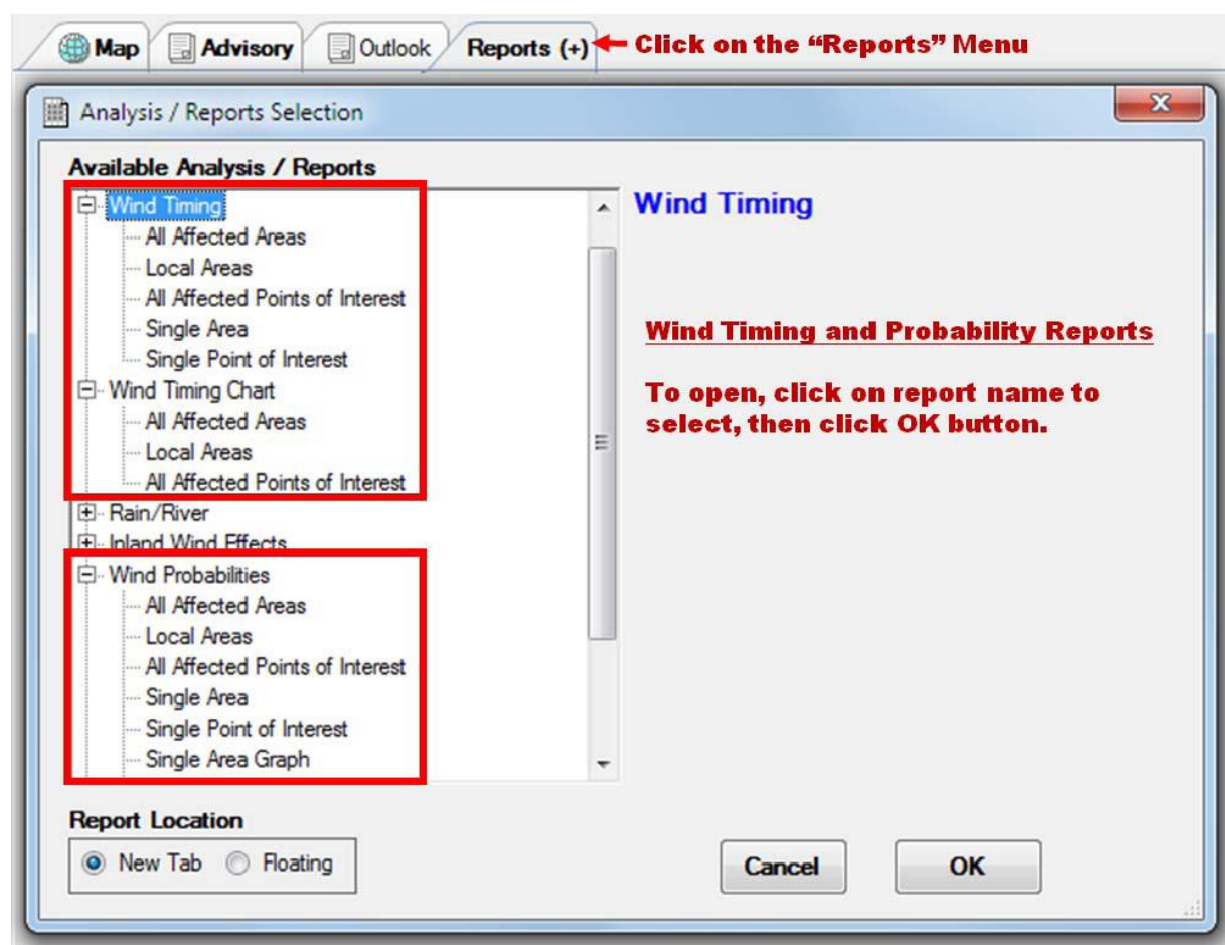 Map Advisory Outlook Reports (+) Click on the “Reports” Menu
Analysis / Reports Selection
Available Analysis / Reports
Wind Timing
All Affected Areas
Local Areas
All Affected Points of Interest
Single Area
Single Point of Interest
Wind Timing Chart
All Affected Areas
Local Areas
All Affected Points of Interest
Rain/River
Inland Wind Effects
Wind Probabilities
All Affected Areas
Local Areas
All Affected Points of Interest
Single Area
Single Point of Interest
Single Area Graph
Wind Timing
Wind Timing and Probability Reports
To open, click on report name to
select, then click OK button.
Report Location
New Tab Floating
Cancel OK